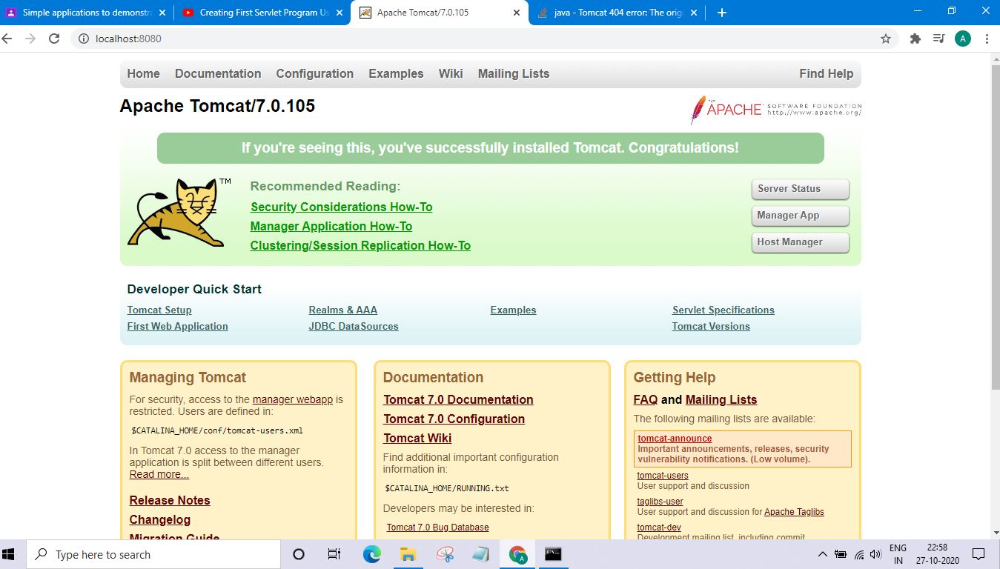 Simple applications to demonstra
Creating First Servlet Program Us
Apache Tomcat/7.0.105
java - Tomcat 404 error: The orig
localhost:8080
A
Home Documentation Configuration Examples Wiki Mailing Lists Find Help
Apache Tomcat/7.0.105
THE
APACHE
SOFTWARE FOUNDATION
http://www.apache.org/
If you're seeing this, you've successfully installed Tomcat. Congratulations!
TM
Recommended Reading:
Security Considerations How-To
Manager Application How-To
Clustering/Session Replication How-To
Server Status
Manager App
Host Manager
Developer Quick Start
Tomcat Setup
First Web Application
Realms & AAA
JDBC DataSources
Examples
Servlet Specifications
Tomcat Versions
Managing Tomcat
For security, access to the manager webapp is
restricted. Users are defined in:
$CATALINA_HOME/conf/tomcat-users.xml
In Tomcat 7.0 access to the manager
application is split between different users.
Read more...
Release Notes
Changelog
Migration Guide
Documentation
Tomcat 7.0 Documentation
Tomcat 7.0 Configuration
Tomcat Wiki
Find additional important configuration
information in:
$CATALINA_HOME/RUNNING.txt
Developers may be interested in:
Tomcat 7.0 Bug Database
Getting Help
FAQ and Mailing Lists
The following mailing lists are available:
tomcat-announce
Important announcements, releases, security
vulnerability notifications. (Low volume).
tomcat-users
User support and discussion
taglibs-user
User support and discussion for Apache Taglibs
tomcat-dev
Development mailing list, including commit
Type here to search
A
ENG
IN
22:58
27-10-2020